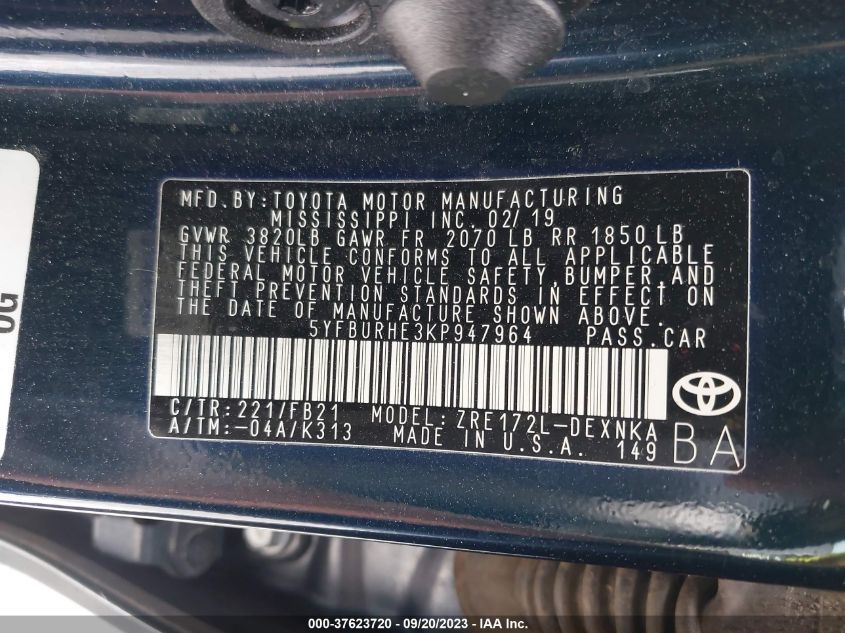 MFD.BY:TOYOTA MOTOR MANUFACTURING
MISSISSIPPI INC.02/19
GVWR 3820LB GAWR FR 2070 LB RR 1850 LB
THIS VEHICLE CONFORMS TO ALL APPLICABLE
FEDERAL MOTOR VEHICLE SAFETY,BUMPER,AND
THEFT PREVENTION STANDARDS IN EFFECT ON
THE DATE OF MANUFACTURE SHOWN ABOVE.
5YFBURHE3KP947964 PASS.CAR
C/TR:221/FB21 MODEL:ZRE172L-DEXNKA
A/TM:-04A/K313 MADE IN U.S.A. 149
BA
000-37623720 - 09/20/2023 - IAAI.com